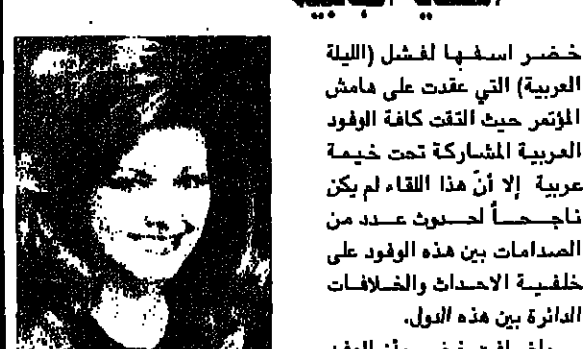 خضر اسفها لفشل (الليلة
العربية) التي عقدت على هامش
المؤتمر حيث التقت كافة الوفود
العربية المشاركة تحت خيمة
عربية إلا أنّ هذا اللقاء لم يكن
ناجحاً لحدوث عدد من
الصدامات بين هذه الوفود على
خلفية الاحداث والخلافات
الدائرة بين هذه الدول.